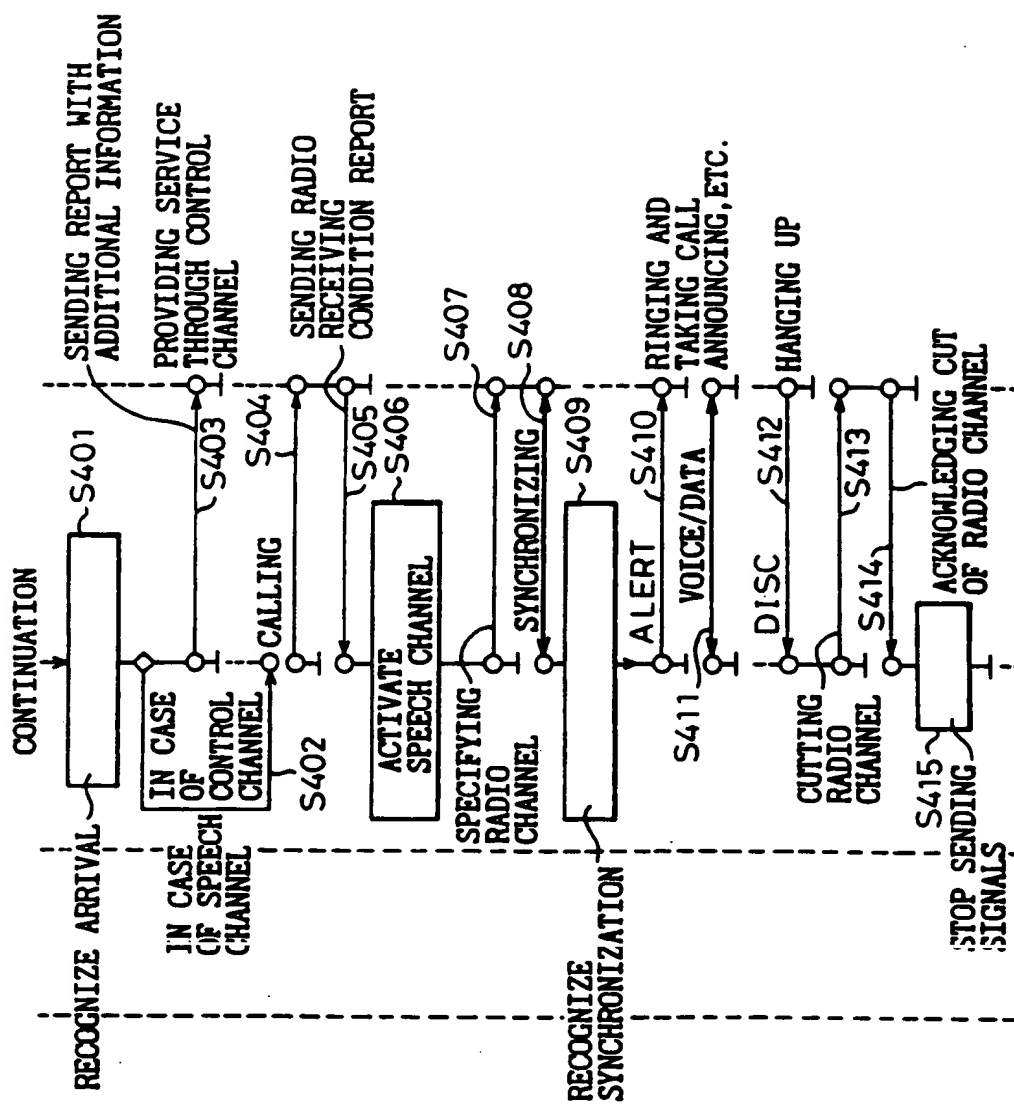 CONTINUATION
S401
RECOGNIZE ARRIVAL
SENDING REPORT WITH
ADDITIONAL INFORMATION
IN CASE
OF
CONTROL
CHANNEL
IN CASE
OF SPEECH
CHANNEL
S403
PROVIDING SERVICE
THROUGH CONTROL
CHANNEL
S402
CALLING
S404
SENDING RADIO
RECEIVING
CONDITION REPORT
S405
S406
ACTIVATE
SPEECH CHANNEL
SPECIFYING
RADIO
CHANNEL
S407
SYNCHRONIZING
S408
S409
RECOGNIZE
SYNCHRONIZATION
ALERT
S410
RINGING AND
TAKING CALL
S411
VOICE/DATA
ANNOUNCING,ETC.
DISC
S412
HANGING UP
CUTTING
RADIO
CHANNEL
S413
S414
ACKNOWLEDGING CUT
OF RADIO CHANNEL
S415
STOP SENDING
SIGNALS